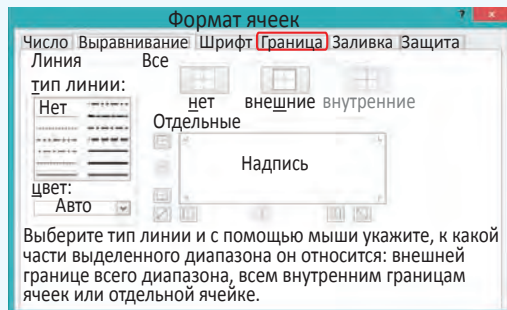 Формат ячеек
?
×
Число Выравнивание Шрифт Граница Заливка Защита
Линия Все
тип линии:
Нет
нет внешние внутренние
Отдельные
Надпись
цвет:
Авто
Выберите тип линии и с помощью мыши укажите, к какой
части выделенного диапазона он относится: внешней
границе всего диапазона, всем внутренним границам
ячеек или отдельной ячейке.